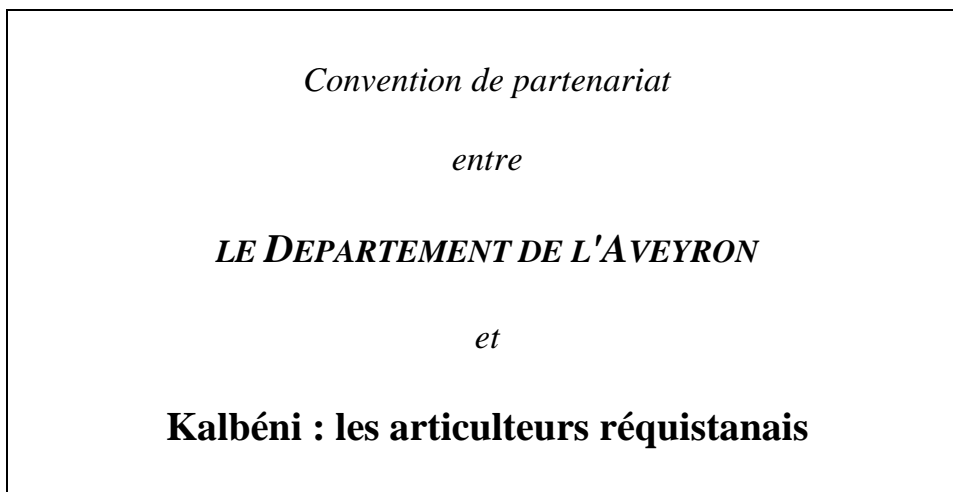 Convention de partenariat
entre
LE DEPARTEMENT DE L'AVEYRON
et
Kalbéni : les articulteurs réquistanais